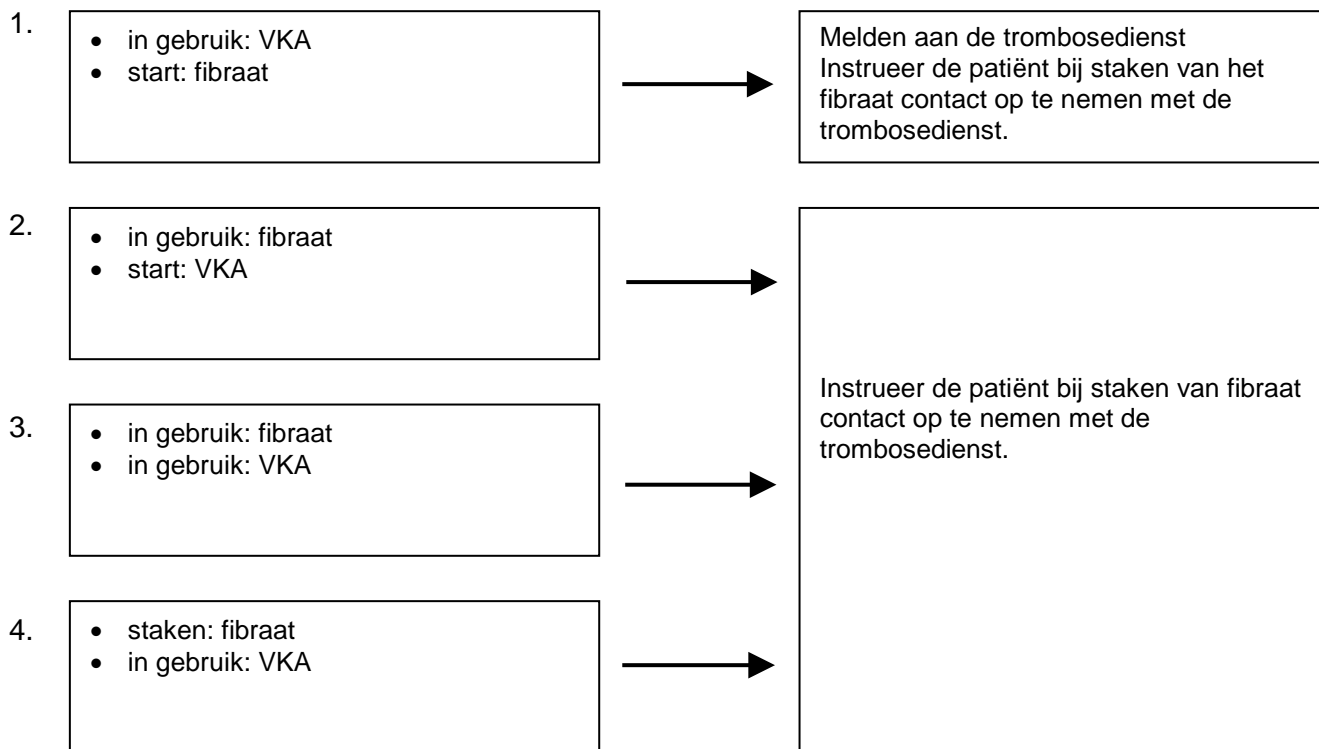 1.
• in gebruik: VKA
• start: fibraat
Melden aan de trombosedienst
Instrueer de patiënt bij staken van het
fibraat contact op te nemen met de
trombosedienst.
2.
• in gebruik: fibraat
• start: VKA
3.
• in gebruik: fibraat
• in gebruik: VKA
4.
• staken: fibraat
• in gebruik: VKA
Instrueer de patiënt bij staken van fibraat
contact op te nemen met de
trombosedienst.